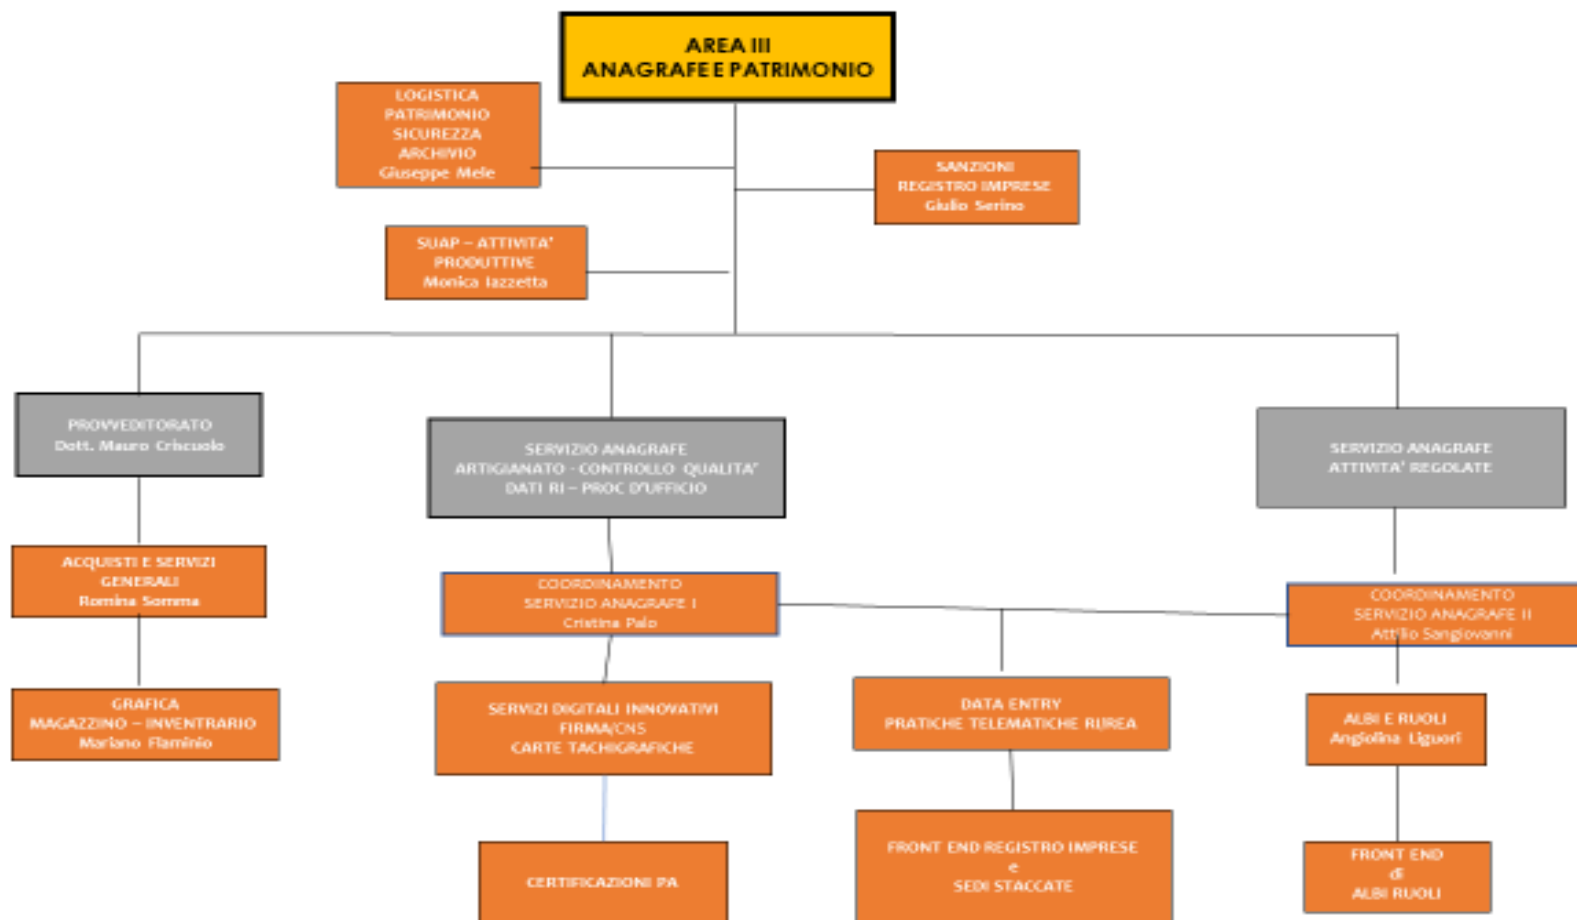 AREA III
ANAGRAFE E PATRIMONIO
LOGISTICA
PATRIMONIO
SICUREZZA
ARCHIVIO
Giuseppe Mele
SANZIONI
REGISTRO IMPRESE
Giulio Serino
SUAP – ATTIVITA'
PRODUTTIVE
Monica Iazzetta
PROVVEDITORATO
Dott. Mauro Criscuolo
SERVIZIO ANAGRAFE
ARTIGIANATO - CONTROLLO QUALITA'
DATI RI – PROC D'UFFICIO
SERVIZIO ANAGRAFE
ATTIVITA' REGOLATE
ACQUISTI E SERVIZI
GENERALI
Romina Somma
COORDINAMENTO
SERVIZIO ANAGRAFE I
Cristina Palo
COORDINAMENTO
SERVIZIO ANAGRAFE II
Attilio Sangiovanni
GRAFICA
MAGAZZINO – INVENTRARIO
Mariano Flaminio
SERVIZI DIGITALI INNOVATIVI
FIRMA/CNS
CARTE TACHIGRAFICHE
DATA ENTRY
PRATICHE TELEMATICHE RI/REA
ALBI E RUOLI
Angiolina Liguori
CERTIFICAZIONI PA
FRONT END REGISTRO IMPRESE
e
SEDI STACCATE
FRONT END
di
ALBI RUOLI